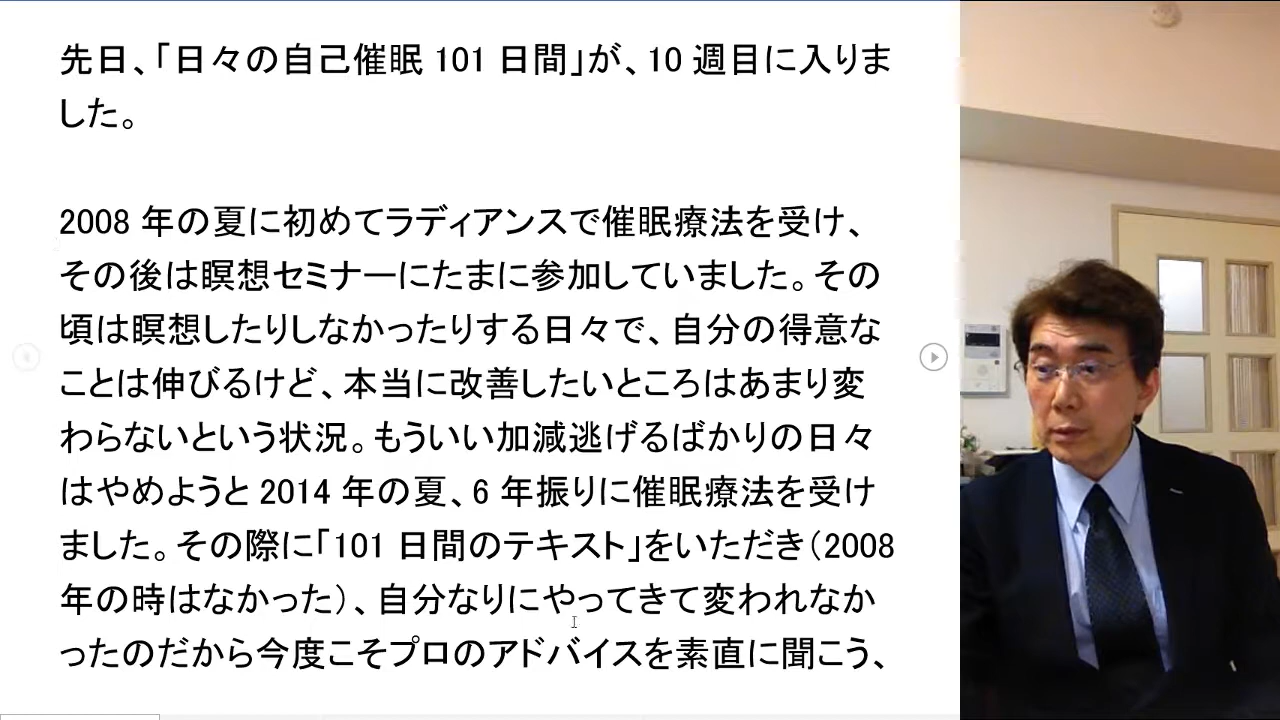 先日、「日々の自己催眠 101 日間」が、10 週目に入りま
した。
2008 年の夏に初めてラディアンスで催眠療法を受け、
その後は瞑想セミナーにたまに参加していました。その
頃は瞑想したりしなかったりする日々で、自分の得意な
ことは伸びるけど、本当に改善したいところはあまり変
わらないという状況。もういい加減逃げるばかりの日々
はやめようと 2014 年の夏、6 年振りに催眠療法を受け
ました。その際に「101 日間のテキスト」をいただき（2008
年の時はなかった）、自分なりにやってきて変われなか
ったのだから今度こそプロのアドバイスを素直に聞こう、